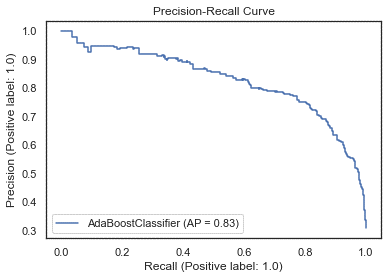 Precision-Recall Curve
1.0
0.9
0.8
0.7
0.6
0.5
0.4
0.3
Precision (Positive label: 1.0)
AdaBoostClassifier (AP = 0.83)
0.0 0.2 0.4 0.6 0.8 1.0
Recall (Positive label: 1.0)